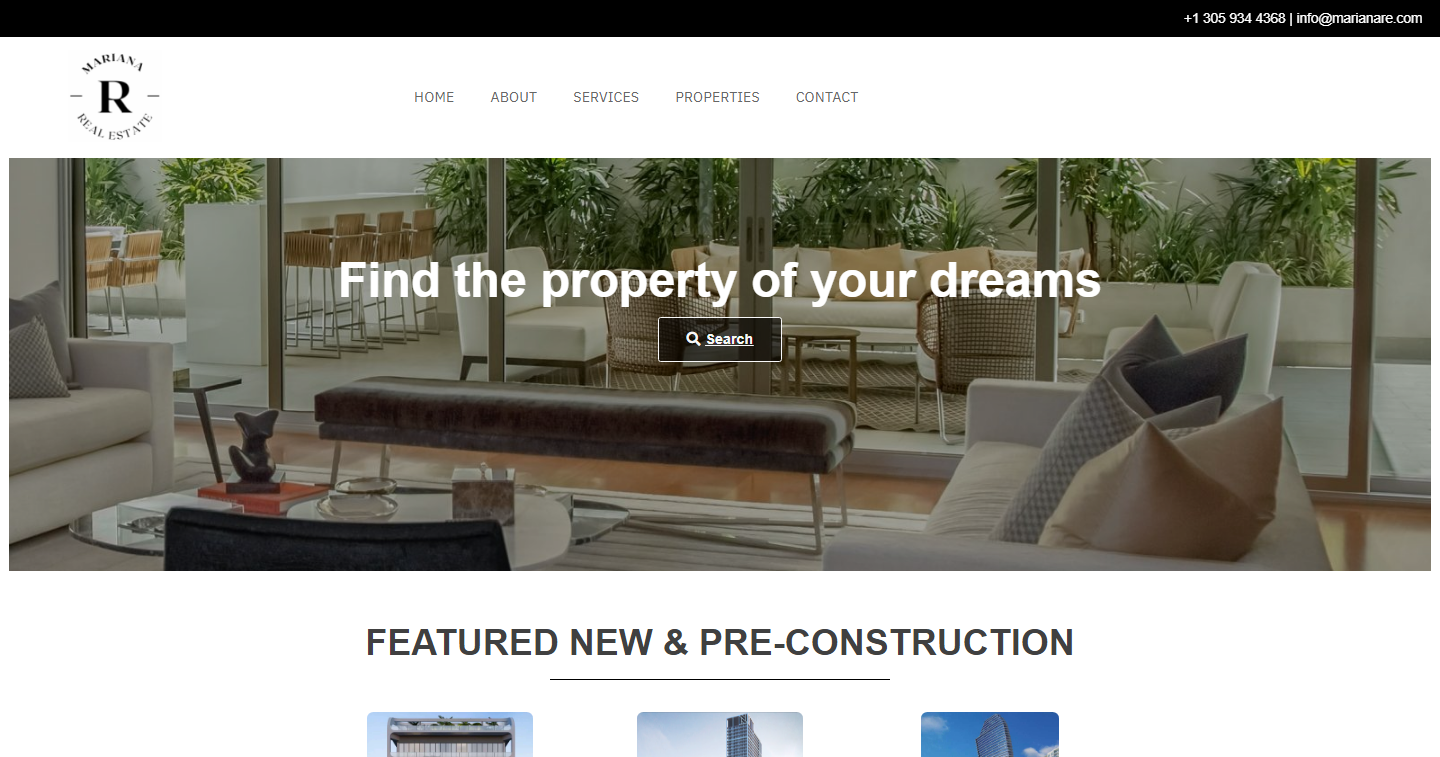 +1 305 934 4368 | info@marianare.com
MARIANA
R
REAL ESTATE
HOME ABOUT SERVICES PROPERTIES CONTACT
Find the property of your dreams
Search
FEATURED NEW & PRE-CONSTRUCTION